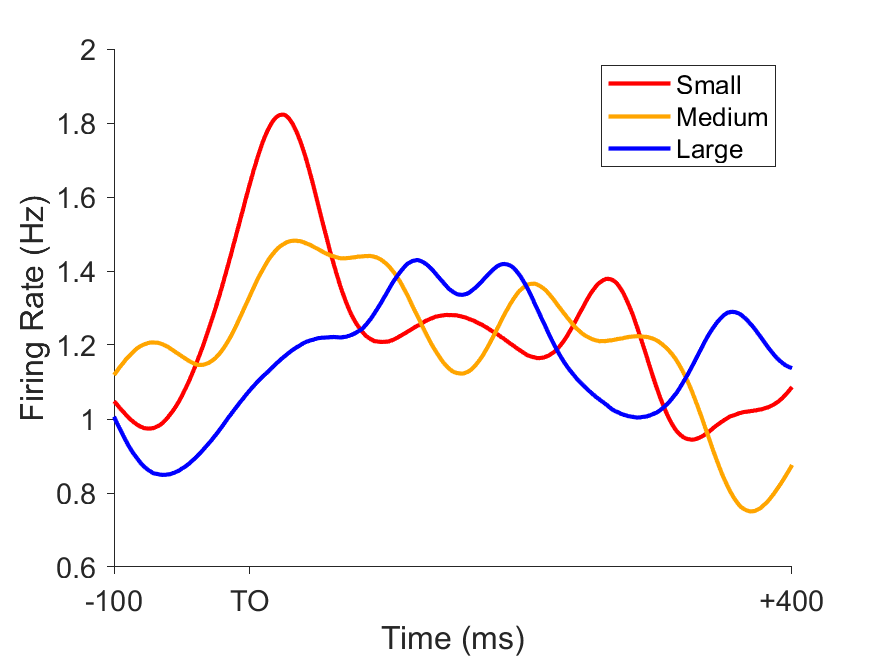 2
1.8
1.6
1.4
1.2
1
0.8
0.6
Firing Rate (Hz)
Small
Medium
Large
-100 TO +400
Time (ms)